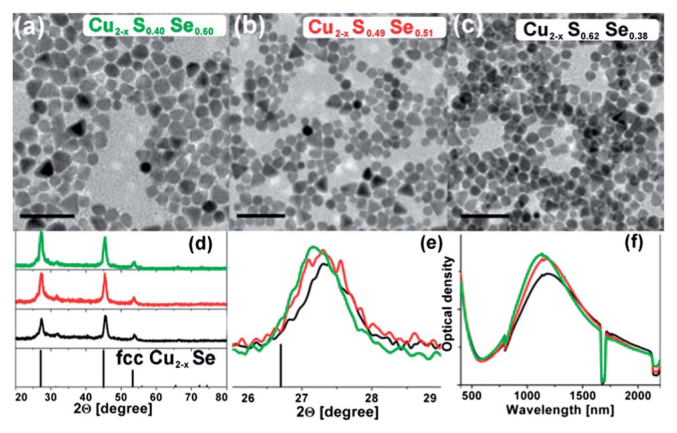 (a) Cu2-x S0.40 Se0.60
(b) Cu2-x S0.49 Se0.51
(c) Cu2-x S0.62 Se0.38
(d)
fcc Cu2-x Se
20 30 40 50 60 70 80
2Θ [degree]
(e)
26 27 28 29
2Θ [degree]
(f)
Optical density
500 1000 1500 2000
Wavelength [nm]